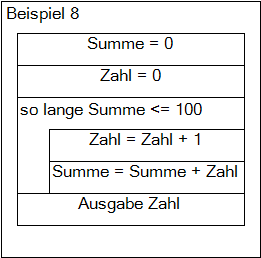 Beispiel 8
Summe = 0
Zahl = 0
so lange Summe <= 100
Zahl = Zahl + 1
Summe = Summe + Zahl
Ausgabe Zahl